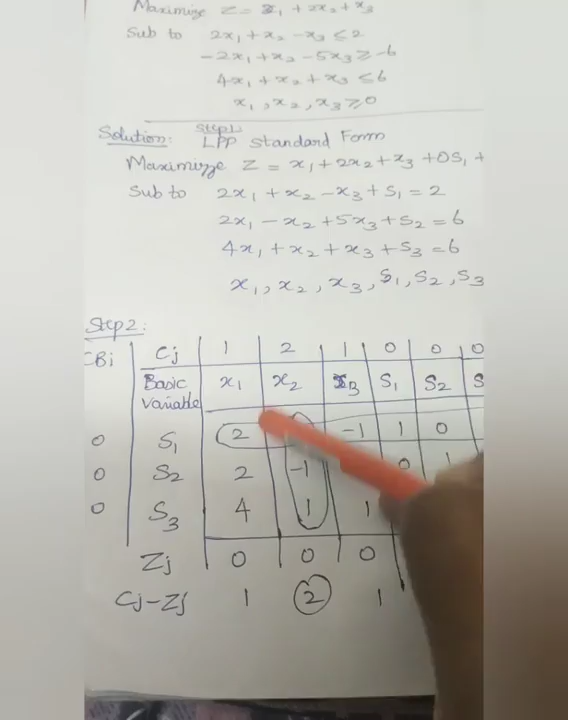 Maximize Z = x₁ + 2x₂ + x₃
Sub to 2x₁ + x₂ - x₃ ≤ 2
-2x₁ + x₂ - 5x₃ ≥ -6
4x₁ + x₂ + x₃ ≤ 6
x₁, x₂, x₃ ≥ 0
Solution: Step1: LPP Standard Form
Maximize Z = x₁ + 2x₂ + x₃ + 0S₁ +
Sub to 2x₁ + x₂ - x₃ + S₁ = 2
2x₁ - x₂ + 5x₃ + S₂ = 6
4x₁ + x₂ + x₃ + S₃ = 6
x₁, x₂, x₃, S₁, S₂, S₃
Step2:
CBi Cj 1 2 1 0 0 0
Basic variable x₁ x₂ x₃ S₁ S₂ S
0 S₁ 2 -1 1 0
0 S₂ 2 -1 0 1
0 S₃ 4 1 1
Zj 0 0 0
Cj-Zj 1 2 1